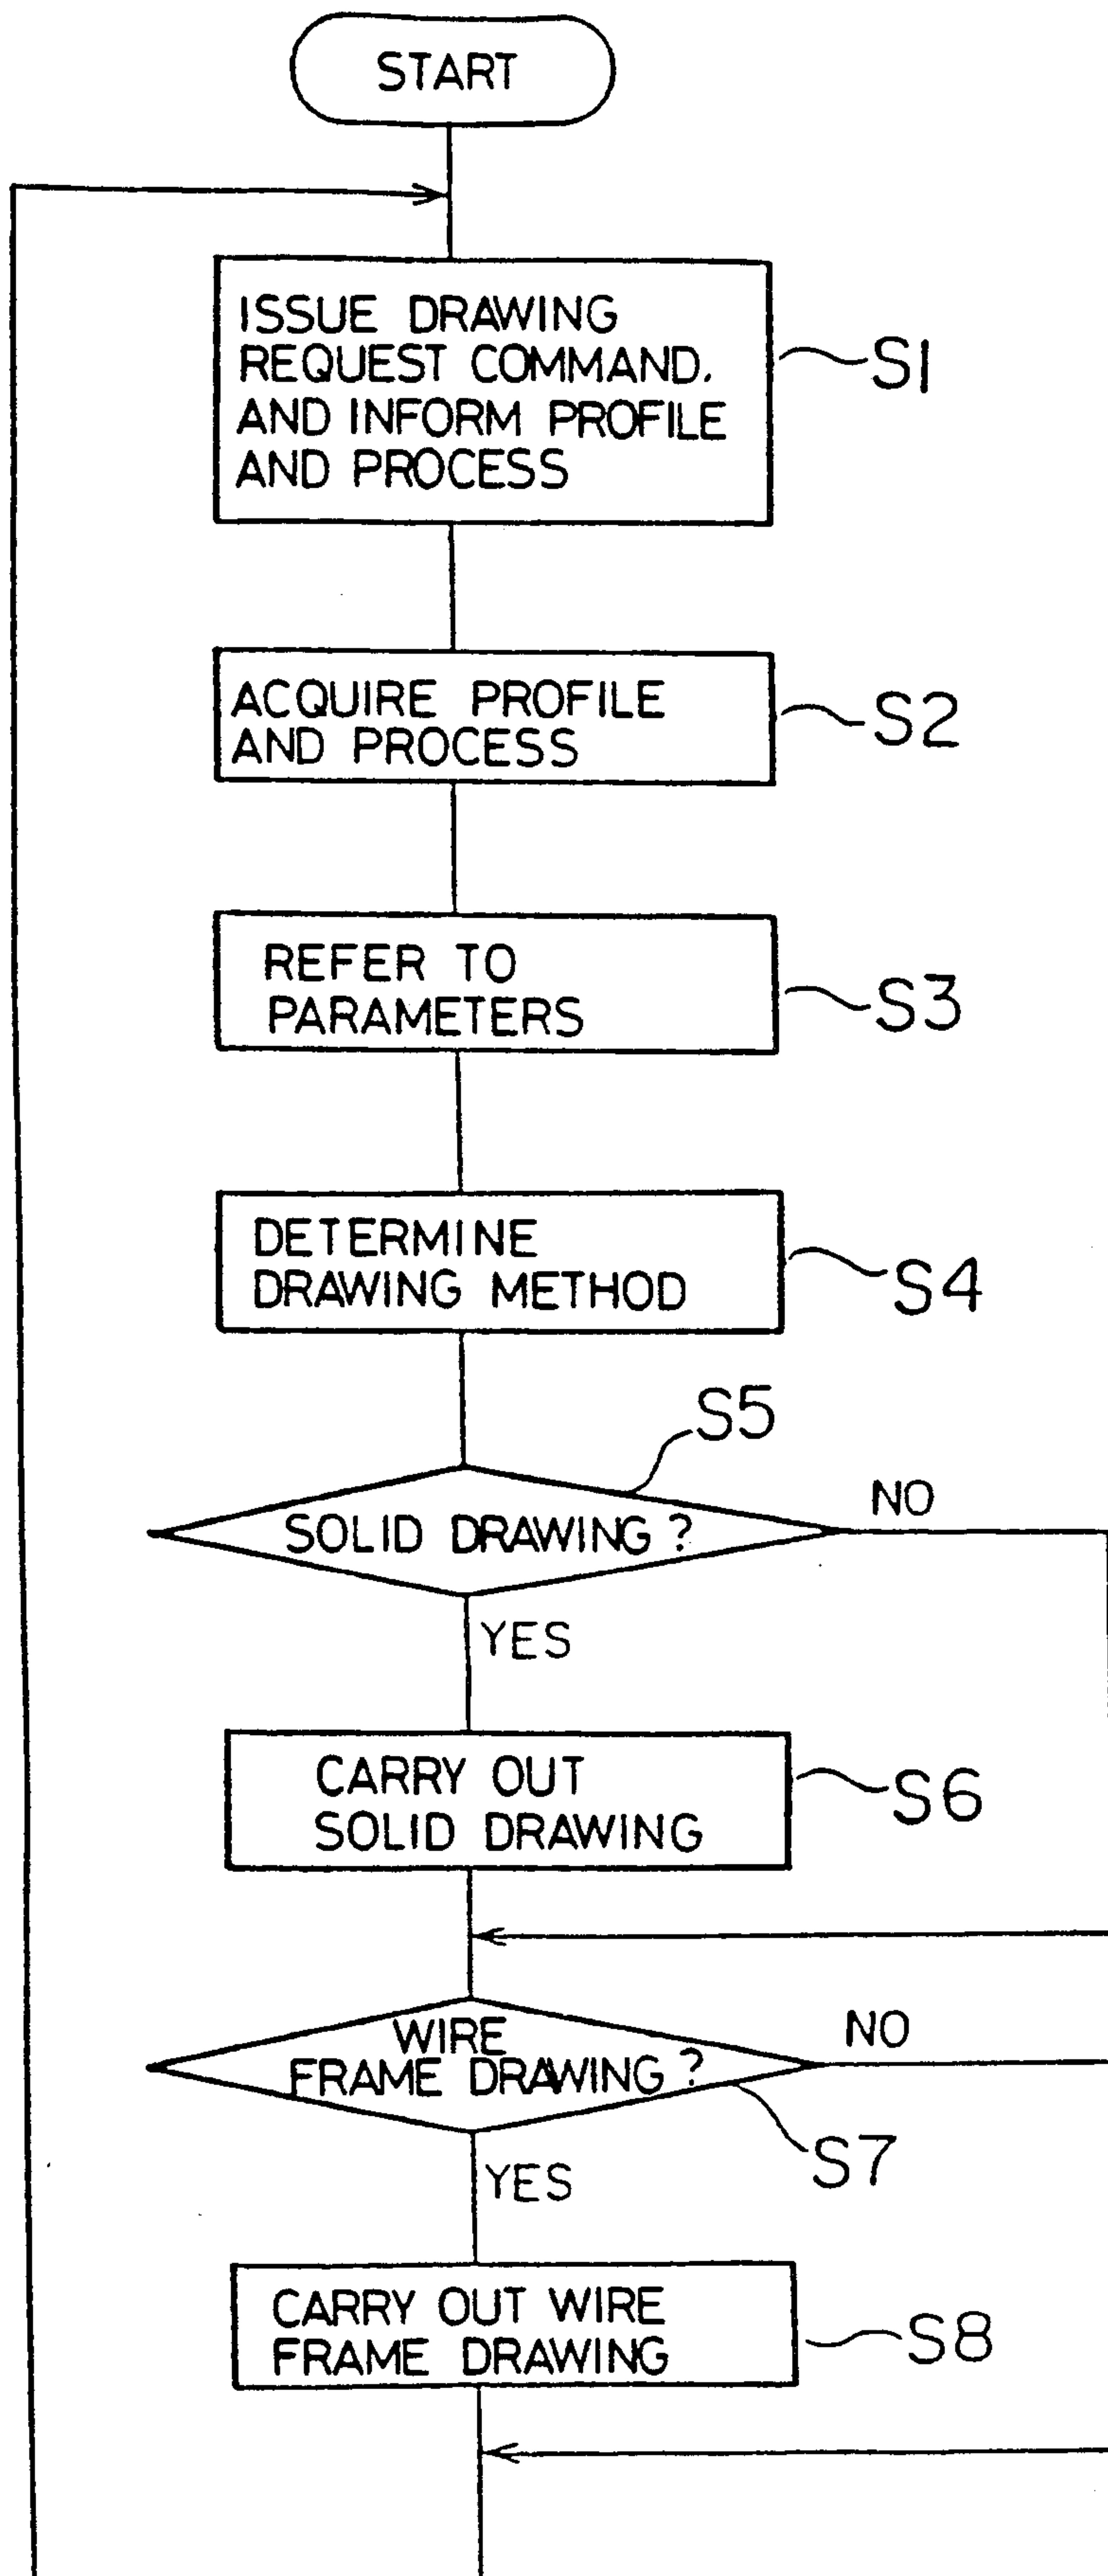 START
ISSUE DRAWING
REQUEST COMMAND.
AND INFORM PROFILE
AND PROCESS
S1
ACQUIRE PROFILE
AND PROCESS
S2
REFER TO
PARAMETERS
S3
DETERMINE
DRAWING METHOD
S4
S5
SOLID DRAWING ?
NO
YES
CARRY OUT
SOLID DRAWING
S6
WIRE
FRAME DRAWING ?
NO
S7
YES
CARRY OUT WIRE
FRAME DRAWING
S8